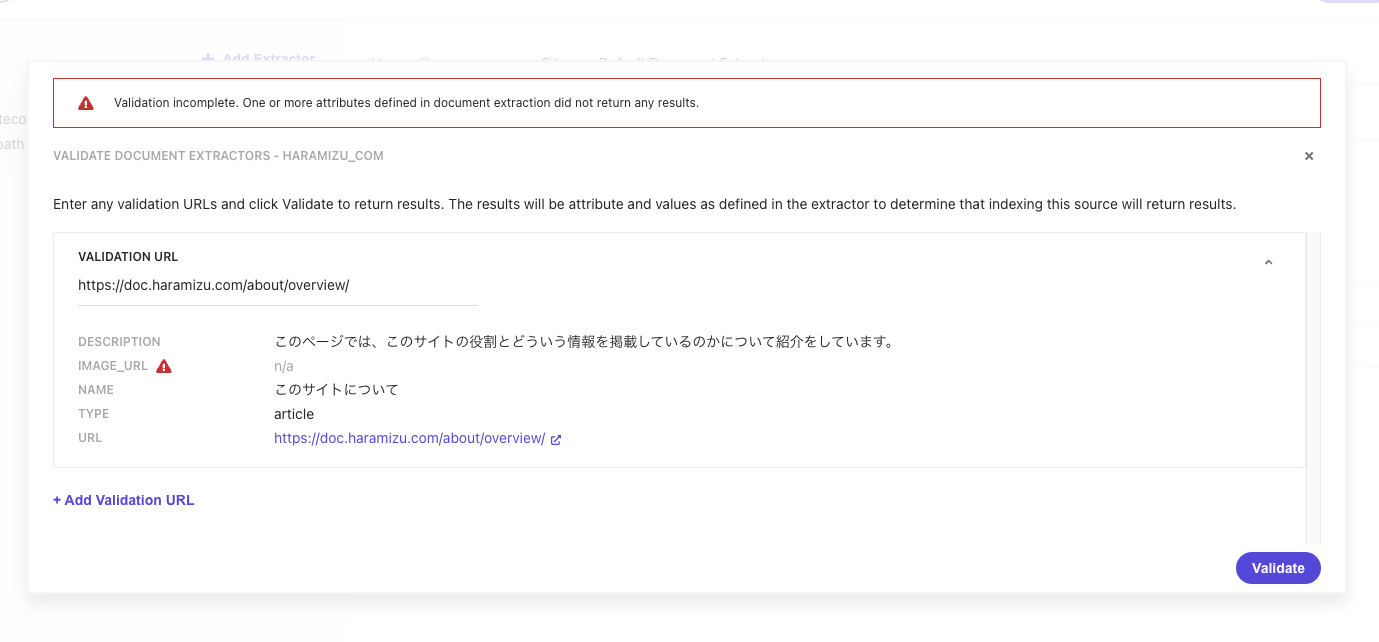 + Add Extractor
Validation incomplete. One or more attributes defined in document extraction did not return any results.
VALIDATE DOCUMENT EXTRACTORS - HARAMIZU_COM
×
Enter any validation URLs and click Validate to return results. The results will be attribute and values as defined in the extractor to determine that indexing this source will return results.
VALIDATION URL
https://doc.haramizu.com/about/overview/
DESCRIPTION このページでは、このサイトの役割とどういう情報を掲載しているのかについて紹介をしています。
IMAGE_URL n/a
NAME このサイトについて
TYPE article
URL https://doc.haramizu.com/about/overview/
+ Add Validation URL
Validate